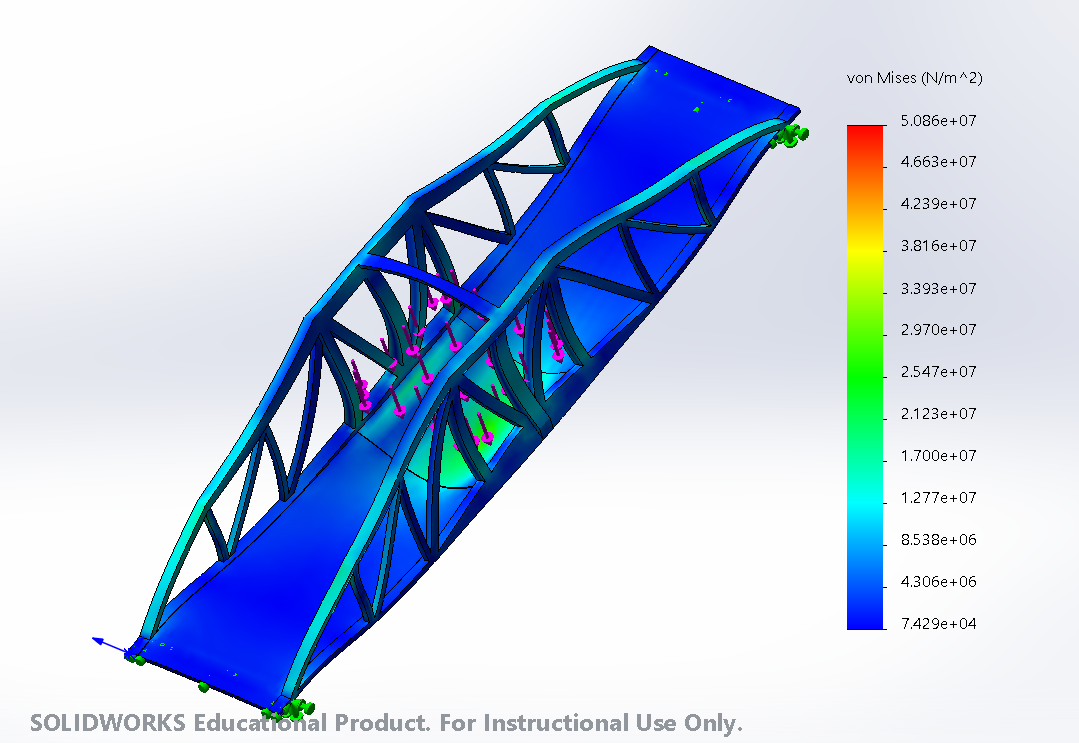 von Mises (N/m^2)
5.086e+07
4.663e+07
4.239e+07
3.816e+07
3.393e+07
2.970e+07
2.547e+07
2.123e+07
1.700e+07
1.277e+07
8.538e+06
4.306e+06
7.429e+04
SOLIDWORKS Educational Product. For Instructional Use Only.